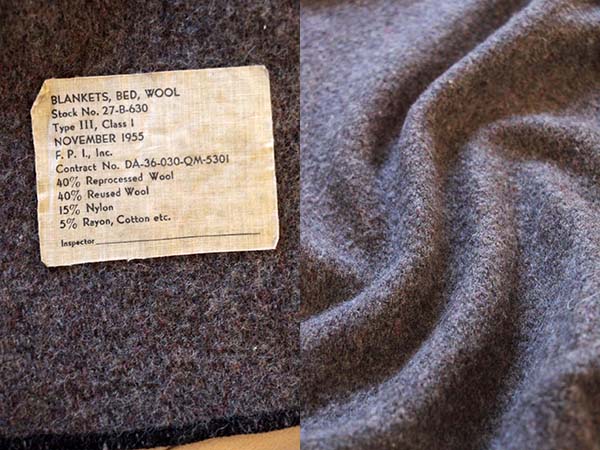 BLANKETS, BED, WOOL
Stock No. 27-B-630
Type III, Class I
NOVEMBER 1955
F. P. I., Inc.
Contract No. DA-36-030-QM-5301
40% Reprocessed Wool
40% Reused Wool
15% Nylon
5% Rayon, Cotton etc.
Inspector